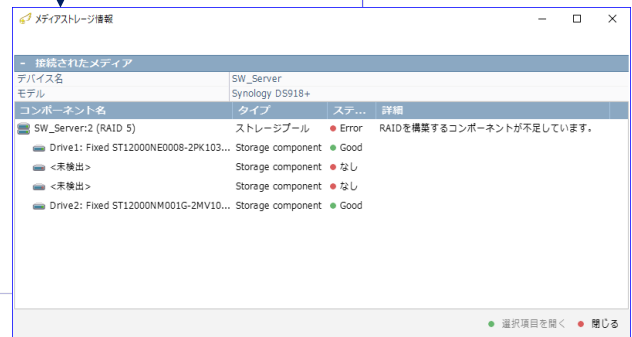 メディアストレージ情報
− 接続されたメディア
デバイス名 SW_Server
モデル Synology DS918+
コンポーネント名 タイプ ステ... 詳細
SW_Server:2 (RAID 5) ストレージプール Error RAIDを構築するコンポーネントが不足しています。
Drive1: Fixed ST12000NE0008-2PK103... Storage component Good
<未検出> Storage component なし
<未検出> Storage component なし
Drive2: Fixed ST12000NM001G-2MV10... Storage component Good
選択項目を開く 閉じる